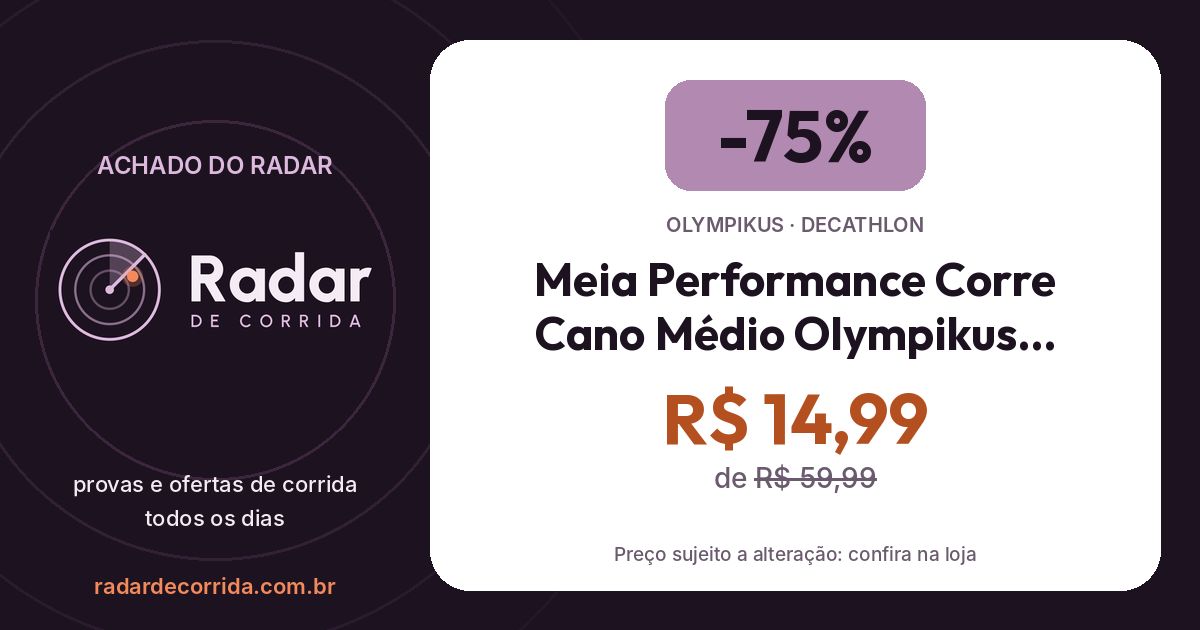 ACHADO DO RADAR
Radar
DE CORRIDA
provas e ofertas de corrida
todos os dias
radardecorrida.com.br
-75%
OLYMPIKUS · DECATHLON
Meia Performance Corre
Cano Médio Olympikus...
R$ 14,99
de R$ 59,99
Preço sujeito a alteração: confira na loja